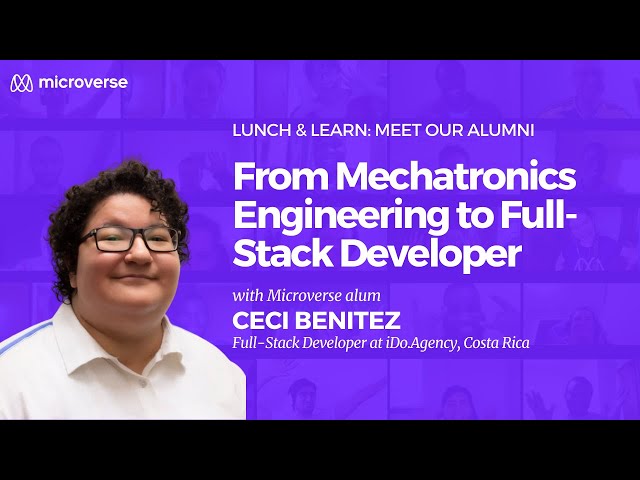 microverse
LUNCH & LEARN: MEET OUR ALUMNI
From Mechatronics
Engineering to Full-
Stack Developer
with Microverse alum
CECI BENITEZ
Full-Stack Developer at iDo.Agency, Costa Rica